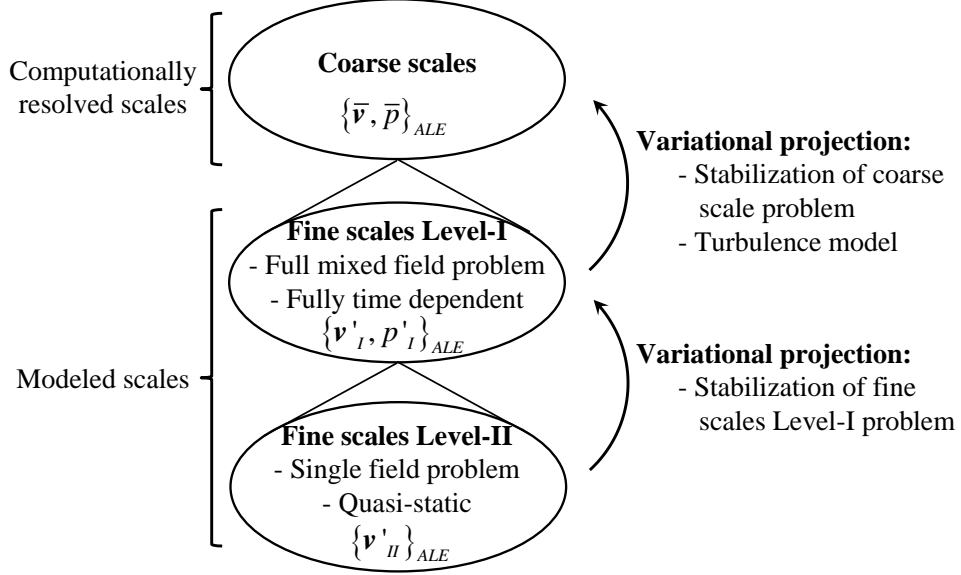 Computationally
resolved scales
Coarse scales
{v̅, p̅}ALE
Variational projection:
- Stabilization of coarse
scale problem
- Turbulence model
Modeled scales
Fine scales Level-I
- Full mixed field problem
- Fully time dependent
{v'I, p'I}ALE
Variational projection:
- Stabilization of fine
scales Level-I problem
Fine scales Level-II
- Single field problem
- Quasi-static
{v'II}ALE